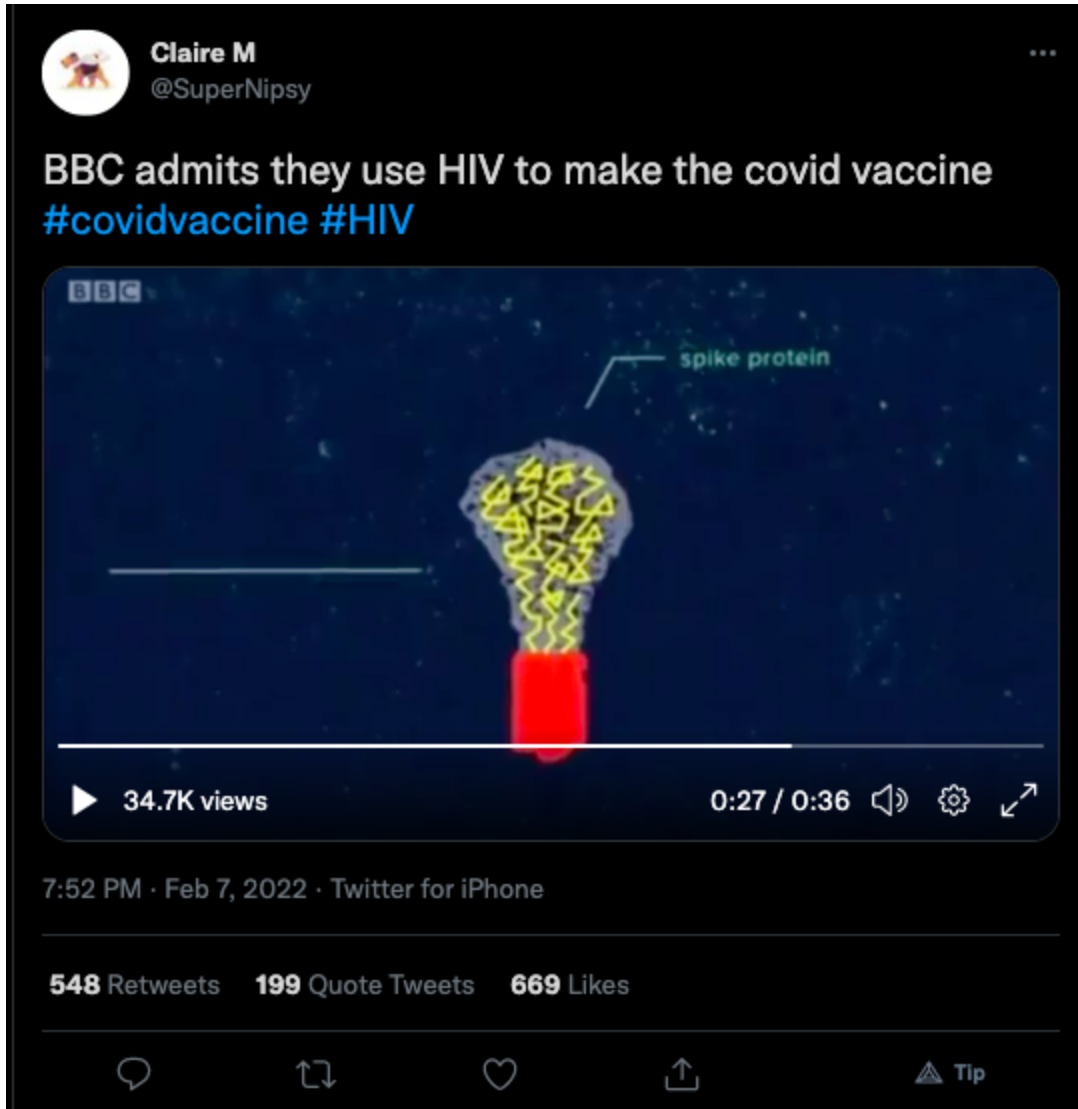 Claire M
@SuperNipsy
BBC admits they use HIV to make the covid vaccine
#covidvaccine #HIV
BBC
spike protein
34.7K views
0:27 / 0:36
7:52 PM · Feb 7, 2022 · Twitter for iPhone
548 Retweets 199 Quote Tweets 669 Likes
Tip